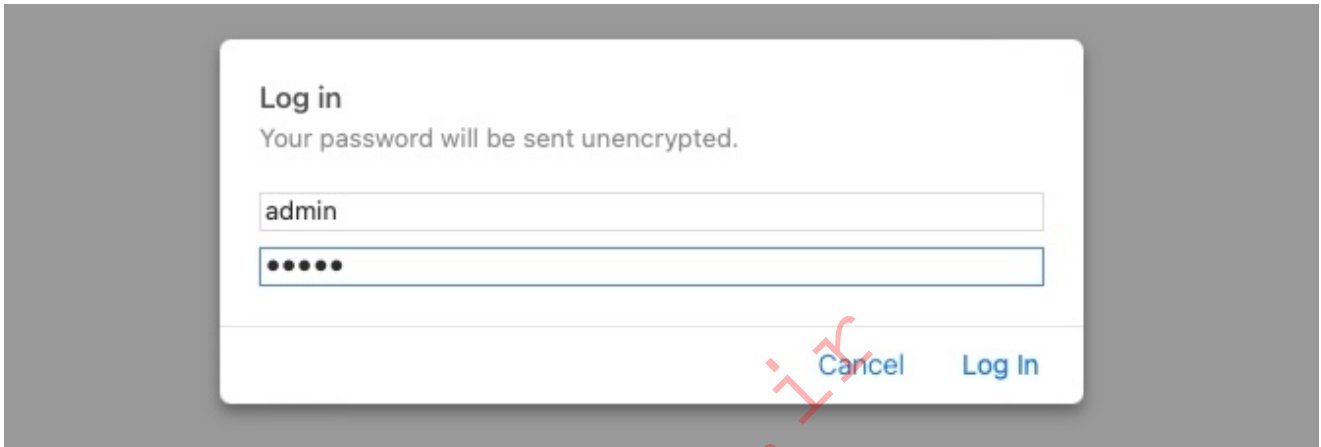 Log in
Your password will be sent unencrypted.
admin
•••••
Cancel Log In